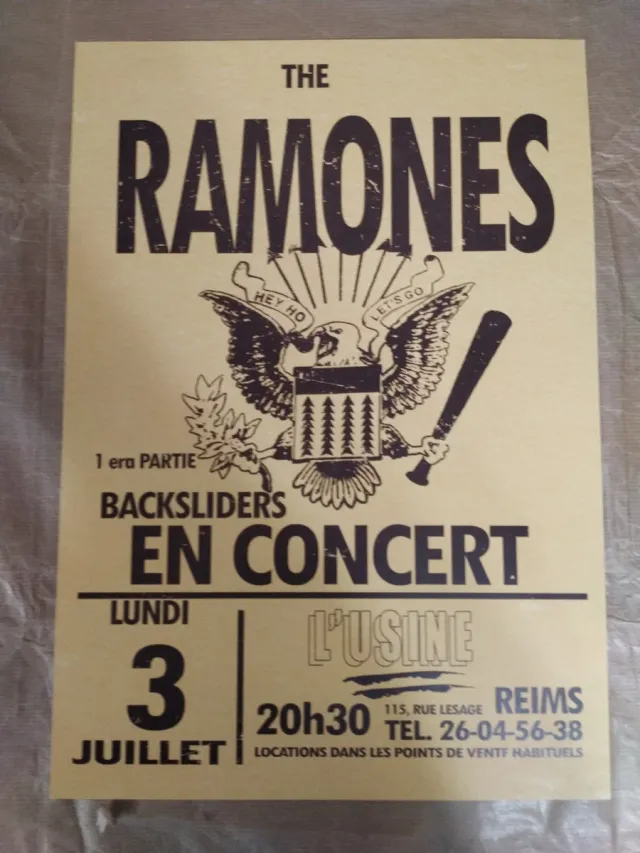 THE
RAMONES
HEY HO LET'S GO
1 era PARTIE
BACKSLIDERS
EN CONCERT
LUNDI
3
JUILLET
L'USINE
20h30
115, RUE LESAGE REIMS
TEL. 26-04-56-38
LOCATIONS DANS LES POINTS DE VENTE HABITUELS